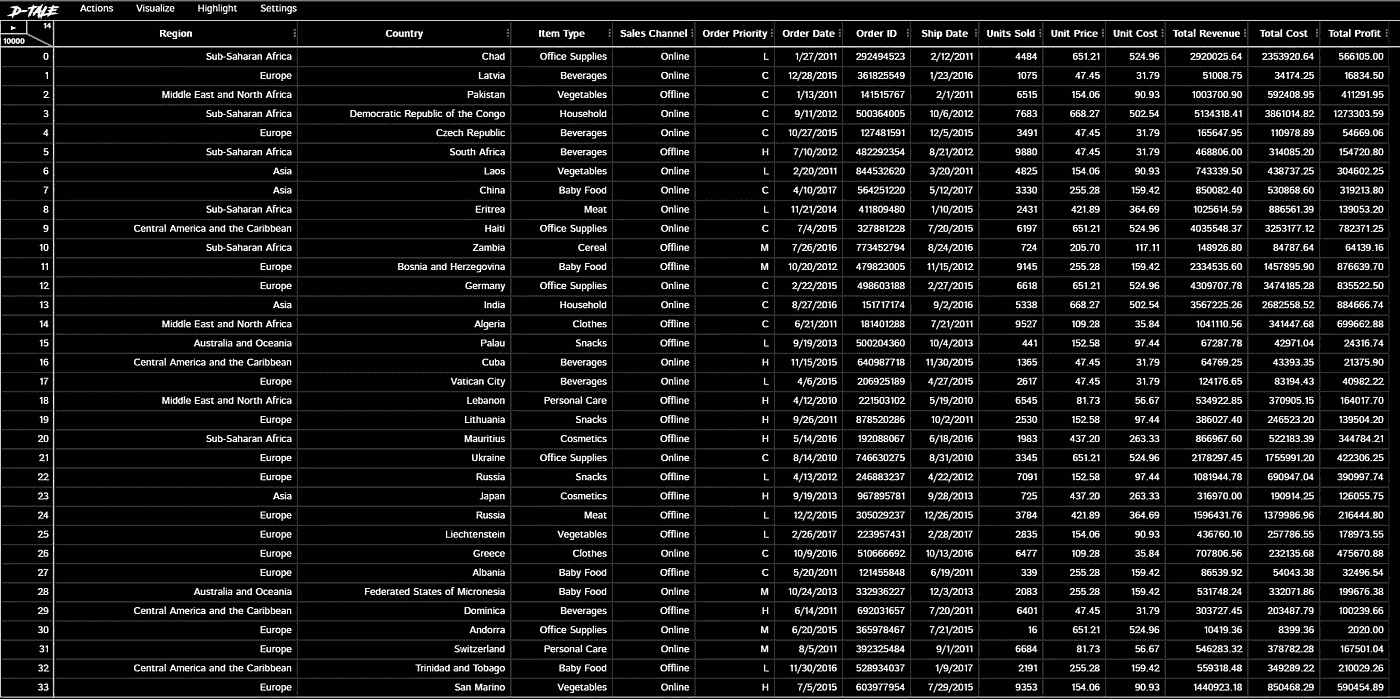 D-TALE Actions Visualize Highlight Settings
► 14
10000 Region Country Item Type Sales Channel Order Priority Order Date Order ID Ship Date Units Sold Unit Price Unit Cost Total Revenue Total Cost Total Profit
0 Sub-Saharan Africa Chad Office Supplies Online L 1/27/2011 292494523 2/12/2011 4484 651.21 524.96 2920025.64 2353920.64 566105.00
1 Europe Latvia Beverages Online C 12/28/2015 361825549 1/23/2016 1075 47.45 31.79 51008.75 34174.25 16834.50
2 Middle East and North Africa Pakistan Vegetables Offline C 1/13/2011 141515767 2/1/2011 6515 154.06 90.93 1003700.90 592408.95 411291.95
3 Sub-Saharan Africa Democratic Republic of the Congo Household Online C 9/11/2012 500364005 10/6/2012 7683 668.27 502.54 5134318.41 3861014.82 1273303.59
4 Europe Czech Republic Beverages Online C 10/27/2015 127481591 12/5/2015 3491 47.45 31.79 165647.95 110978.89 54669.06
5 Sub-Saharan Africa South Africa Beverages Offline H 7/10/2012 482292354 8/21/2012 9880 47.45 31.79 468806.00 314085.20 154720.80
6 Asia Laos Vegetables Online L 2/20/2011 844532620 3/20/2011 4825 154.06 90.93 743339.50 438737.25 304602.25
7 Asia China Baby Food Online C 4/10/2017 564251220 5/12/2017 3330 255.28 159.42 850082.40 530868.60 319213.80
8 Sub-Saharan Africa Eritrea Meat Online L 11/21/2014 411809480 1/10/2015 2431 421.89 364.69 1025614.59 886561.39 139053.20
9 Central America and the Caribbean Haiti Office Supplies Online C 7/4/2015 327881228 7/20/2015 6197 651.21 524.96 4035548.37 3253177.12 782371.25
10 Sub-Saharan Africa Zambia Cereal Offline M 7/26/2016 773452794 8/24/2016 724 205.70 117.11 148926.80 84787.64 64139.16
11 Europe Bosnia and Herzegovina Baby Food Offline M 10/20/2012 479823005 11/15/2012 9145 255.28 159.42 2334535.60 1457895.90 876639.70
12 Europe Germany Office Supplies Online C 2/22/2015 498603188 2/27/2015 6618 651.21 524.96 4309707.78 3474185.28 835522.50
13 Asia India Household Online C 8/27/2016 151717174 9/2/2016 5338 668.27 502.54 3567225.26 2682558.52 884666.74
14 Middle East and North Africa Algeria Clothes Offline C 6/21/2011 181401288 7/21/2011 9527 109.28 35.84 1041110.56 341447.68 699662.88
15 Australia and Oceania Palau Snacks Offline L 9/19/2013 500204360 10/4/2013 441 152.58 97.44 67287.78 42971.04 24316.74
16 Central America and the Caribbean Cuba Beverages Online H 11/15/2015 640987718 11/30/2015 1365 47.45 31.79 64769.25 43393.35 21375.90
17 Europe Vatican City Beverages Online L 4/6/2015 206925189 4/27/2015 2617 47.45 31.79 124176.65 83194.43 40982.22
18 Middle East and North Africa Lebanon Personal Care Offline H 4/12/2010 221503102 5/19/2010 6545 81.73 56.67 534922.85 370905.15 164017.70
19 Europe Lithuania Snacks Offline H 9/26/2011 878520286 10/2/2011 2530 152.58 97.44 386027.40 246523.20 139504.20
20 Sub-Saharan Africa Mauritius Cosmetics Offline H 5/14/2016 192088067 6/18/2016 1983 437.20 263.33 866967.60 522183.39 344784.21
21 Europe Ukraine Office Supplies Online C 8/14/2010 746630275 8/31/2010 3345 651.21 524.96 2178297.45 1755991.20 422306.25
22 Europe Russia Snacks Offline L 4/13/2012 246883237 4/22/2012 7091 152.58 97.44 1081944.78 690947.04 390997.74
23 Asia Japan Cosmetics Offline H 9/19/2013 967895781 9/28/2013 725 437.20 263.33 316970.00 190914.25 126055.75
24 Europe Russia Meat Offline L 12/2/2015 305029237 12/26/2015 3784 421.89 364.69 1596431.76 1379986.96 216444.80
25 Europe Liechtenstein Vegetables Offline L 2/26/2017 223957431 2/28/2017 2835 154.06 90.93 436760.10 257786.55 178973.55
26 Europe Greece Clothes Online C 10/9/2016 510666692 10/13/2016 6477 109.28 35.84 707806.56 232135.68 475670.88
27 Europe Albania Baby Food Offline C 5/20/2011 121455848 6/19/2011 339 255.28 159.42 86539.92 54043.38 32496.54
28 Australia and Oceania Federated States of Micronesia Baby Food Online M 10/24/2013 332936227 12/3/2013 2083 255.28 159.42 531748.24 332071.86 199676.38
29 Central America and the Caribbean Dominica Beverages Offline H 6/14/2011 692031657 7/20/2011 6401 47.45 31.79 303727.45 203487.79 100239.66
30 Europe Andorra Office Supplies Online M 6/20/2015 365978467 7/21/2015 16 651.21 524.96 10419.36 8399.36 2020.00
31 Europe Switzerland Personal Care Online M 8/5/2011 392325484 9/1/2011 6684 81.73 56.67 546283.32 378782.28 167501.04
32 Central America and the Caribbean Trinidad and Tobago Baby Food Offline L 11/30/2016 528934037 1/9/2017 2191 255.28 159.42 559318.48 349289.22 210029.26
33 Europe San Marino Vegetables Online H 7/5/2015 603977954 7/29/2015 9353 154.06 90.93 1440923.18 850468.29 590454.89